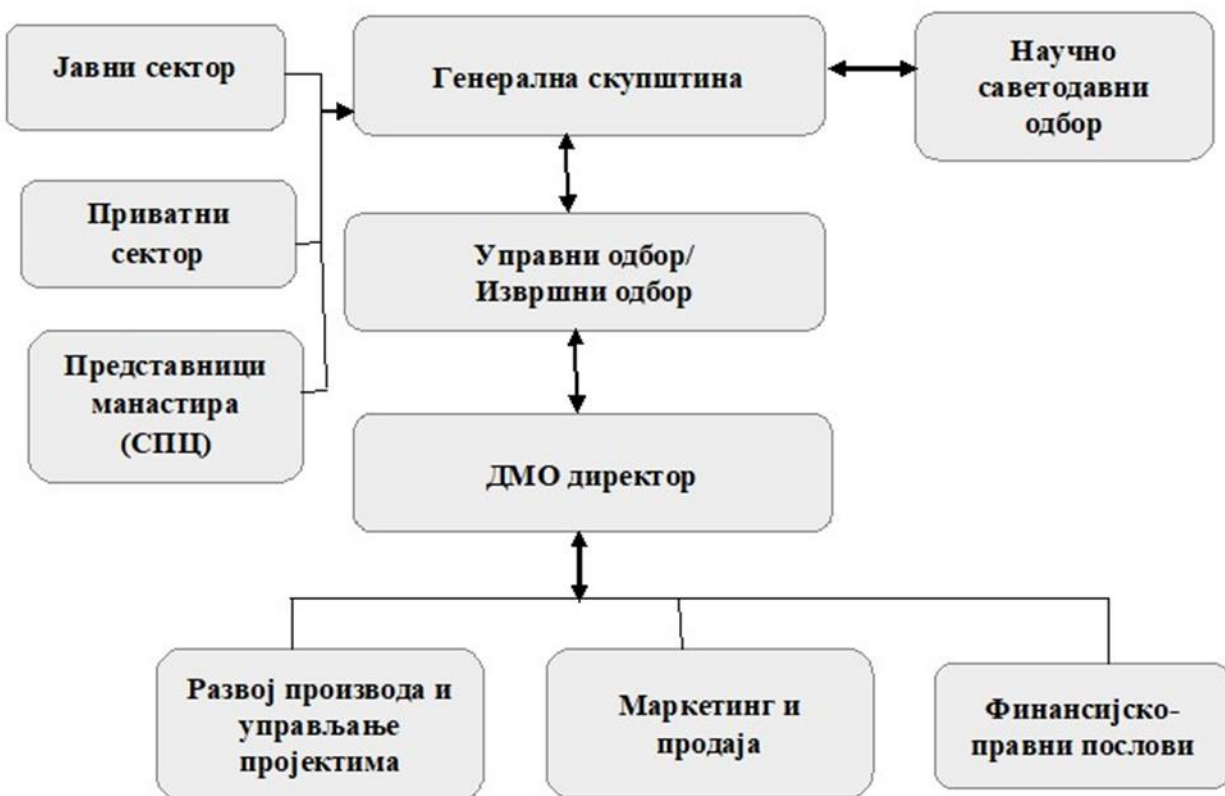 Јавни сектор
Генерална скупштина
Научно
саветодавни
одбор
Приватни
сектор
Управни одбор/
Извршни одбор
Представници
манастира
(СПЦ)
ДМО директор
Развој производа и
управљање
пројектима
Маркетинг и
продаја
Финансијско-
правни послови